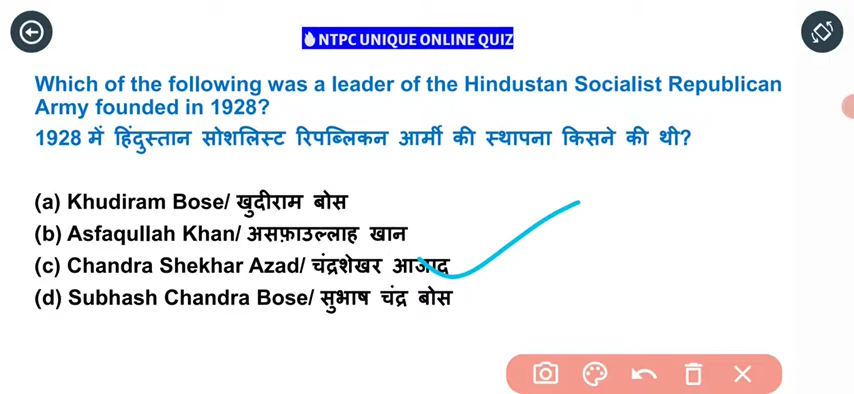 NTPC UNIQUE ONLINE QUIZ
Which of the following was a leader of the Hindustan Socialist Republican
Army founded in 1928?
1928 में हिंदुस्तान सोशलिस्ट रिपब्लिकन आर्मी की स्थापना किसने की थी?
(a) Khudiram Bose/ खुदीराम बोस
(b) Asfaqullah Khan/ असफ़ाउल्लाह खान
(c) Chandra Shekhar Azad/ चंद्रशेखर आजाद
(d) Subhash Chandra Bose/ सुभाष चंद्र बोस